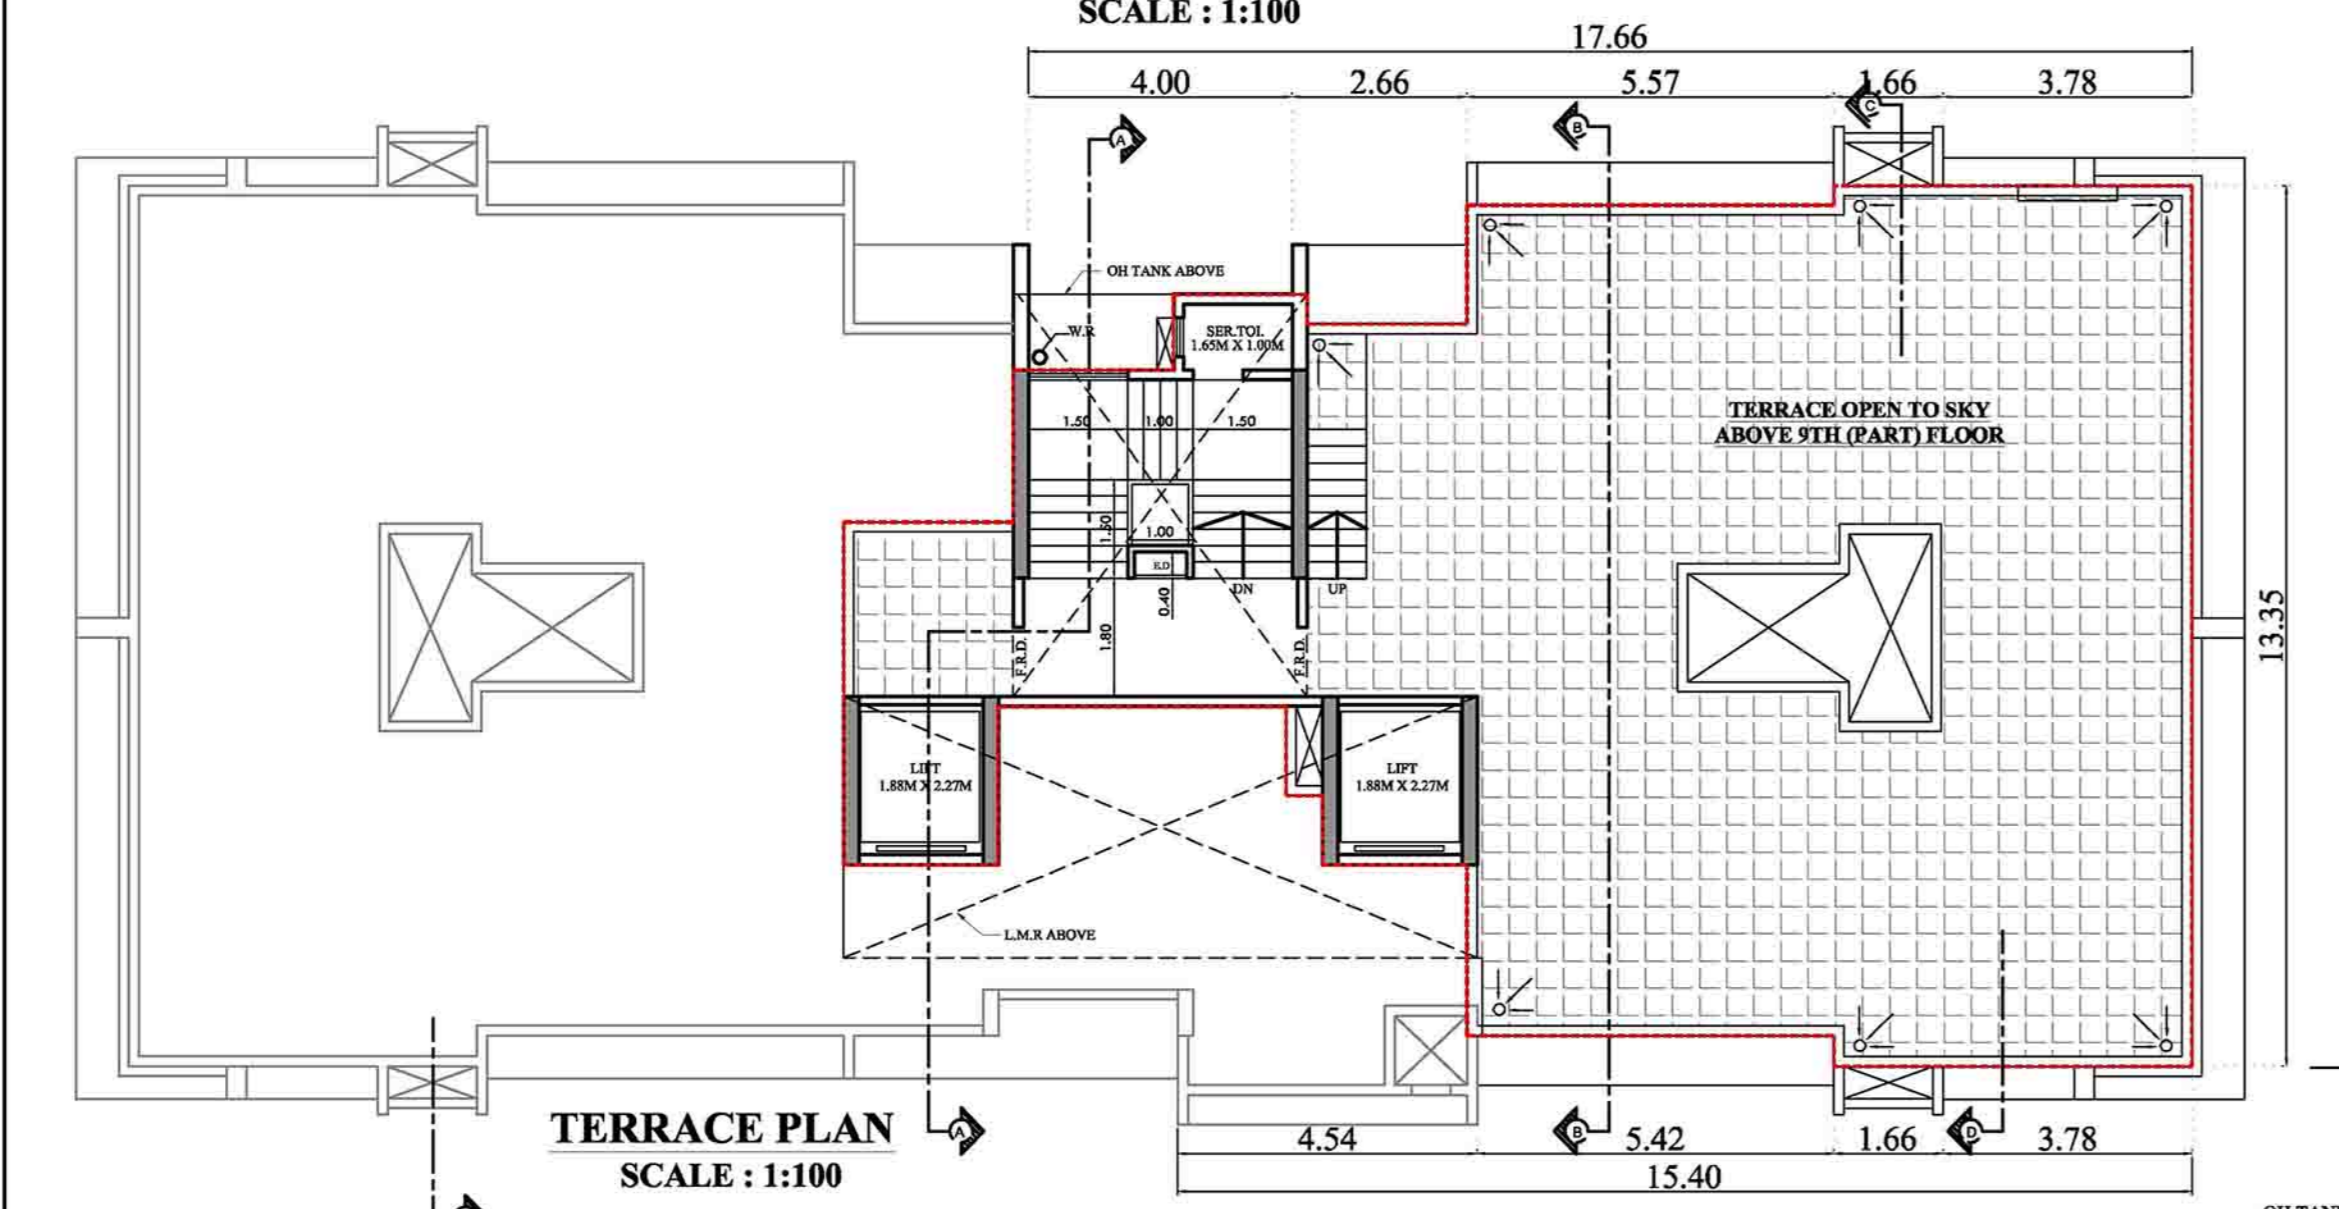 SCALE : 1:100
17.66
4.00 2.66 5.57 1.66 3.78
A
B
C
OH TANK ABOVE
W.P
SER.TOI.
1.65M X 1.00M
1.50 1.00 1.50
TERRACE OPEN TO SKY
ABOVE 9TH (PART) FLOOR
X
1.50
1.00
E.D
0.40
DN
UP
1.80
F.R.D.
F.R.D.
13.35
LIFT
1.88M X 2.27M
LIFT
1.88M X 2.27M
L.M.R ABOVE
TERRACE PLAN
SCALE : 1:100
A
B
D
4.54 5.42 1.66 3.78
15.40